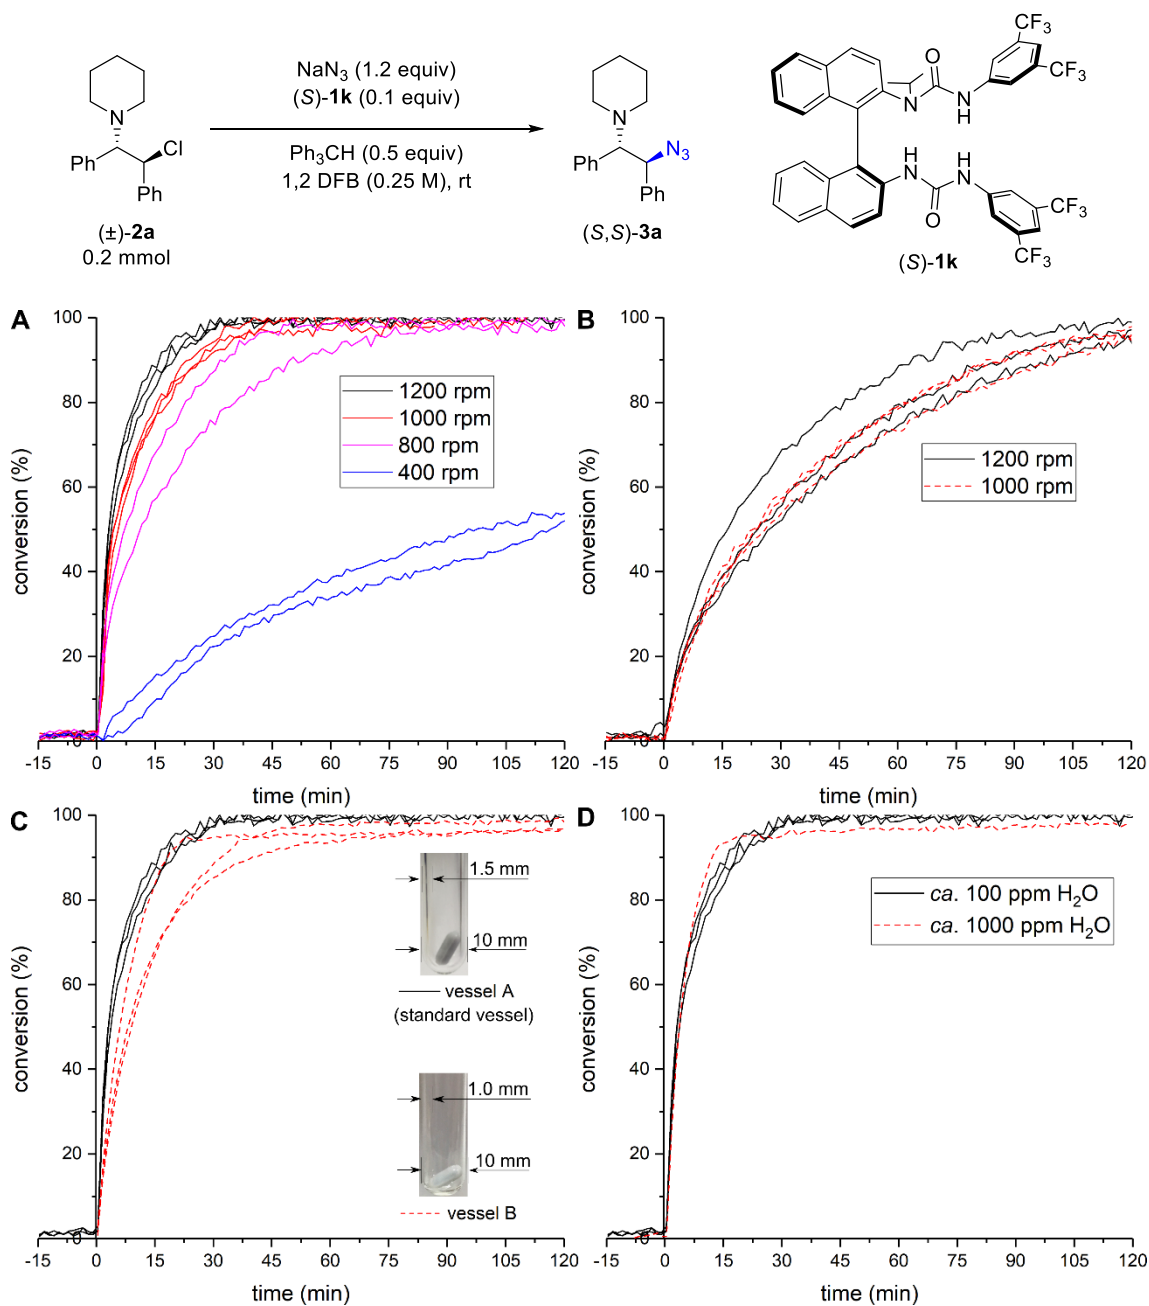 NaN3 (1.2 equiv)
(S)-1k (0.1 equiv)
Ph3CH (0.5 equiv)
1,2 DFB (0.25 M), rt
N
Cl
Ph
Ph
(±)-2a
0.2 mmol
N
N3
Ph
Ph
(S,S)-3a
CF3
O
CF3
N
N
H
NH
NH
O
CF3
CF3
(S)-1k
A
100
80
60
40
20
0
-15 0 15 30 45 60 75 90 105 120
conversion (%)
time (min)
1200 rpm
1000 rpm
800 rpm
400 rpm
B
100
80
60
40
20
0
-15 0 15 30 45 60 75 90 105 120
conversion (%)
time (min)
1200 rpm
1000 rpm
C
100
80
60
40
20
0
-15 0 15 30 45 60 75 90 105 120
conversion (%)
time (min)
1.5 mm
10 mm
vessel A
(standard vessel)
1.0 mm
10 mm
vessel B
D
100
80
60
40
20
0
-15 0 15 30 45 60 75 90 105 120
conversion (%)
time (min)
ca. 100 ppm H2O
ca. 1000 ppm H2O